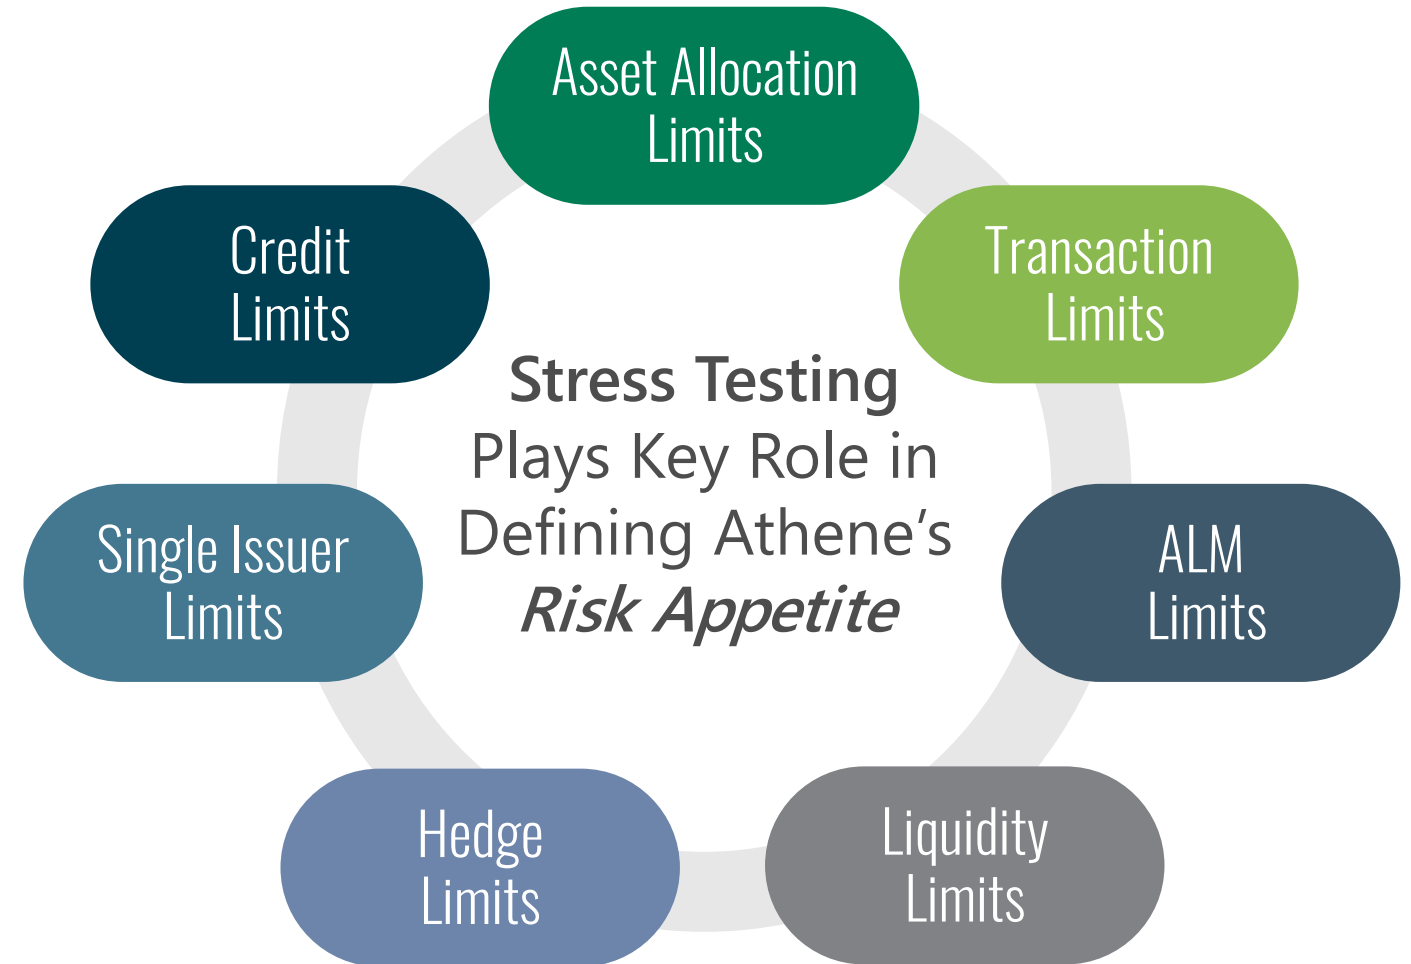 Asset Allocation
Limits
Credit
Limits
Transaction
Limits
Stress Testing
Plays Key Role in
Defining Athene’s
Risk Appetite
Single Issuer
Limits
ALM
Limits
Hedge
Limits
Liquidity
Limits